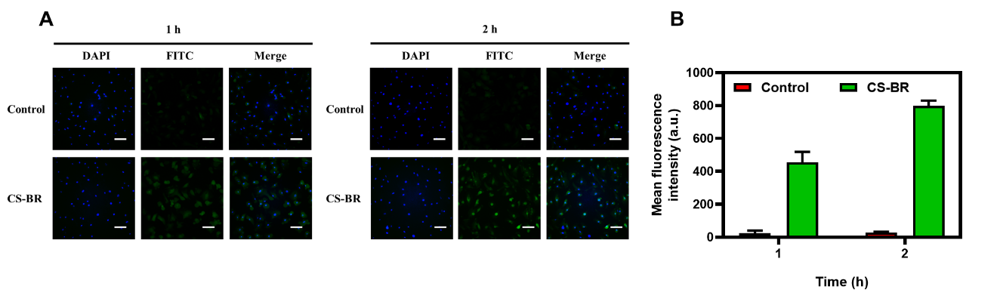 A
1 h
DAPI FITC Merge
Control
CS-BR
2 h
DAPI FITC Merge
Control
CS-BR
B
Mean fluorescence
intensity (a.u.)
1000
800
600
400
200
0
Control CS-BR
1 2
Time (h)